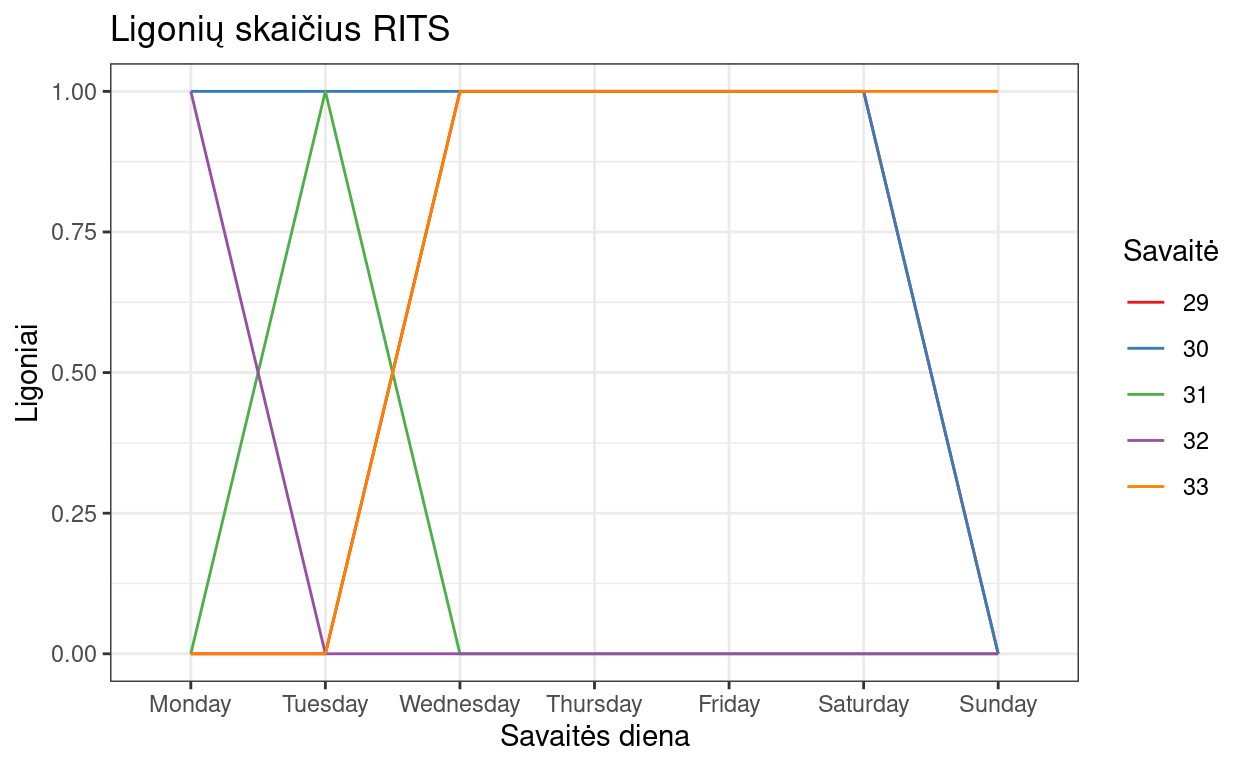 Ligonių skaičius RITS
1.00
0.75
0.50
0.25
0.00
Ligoniai
Monday Tuesday Wednesday Thursday Friday Saturday Sunday
Savaitės diena
Savaitė
29
30
31
32
33